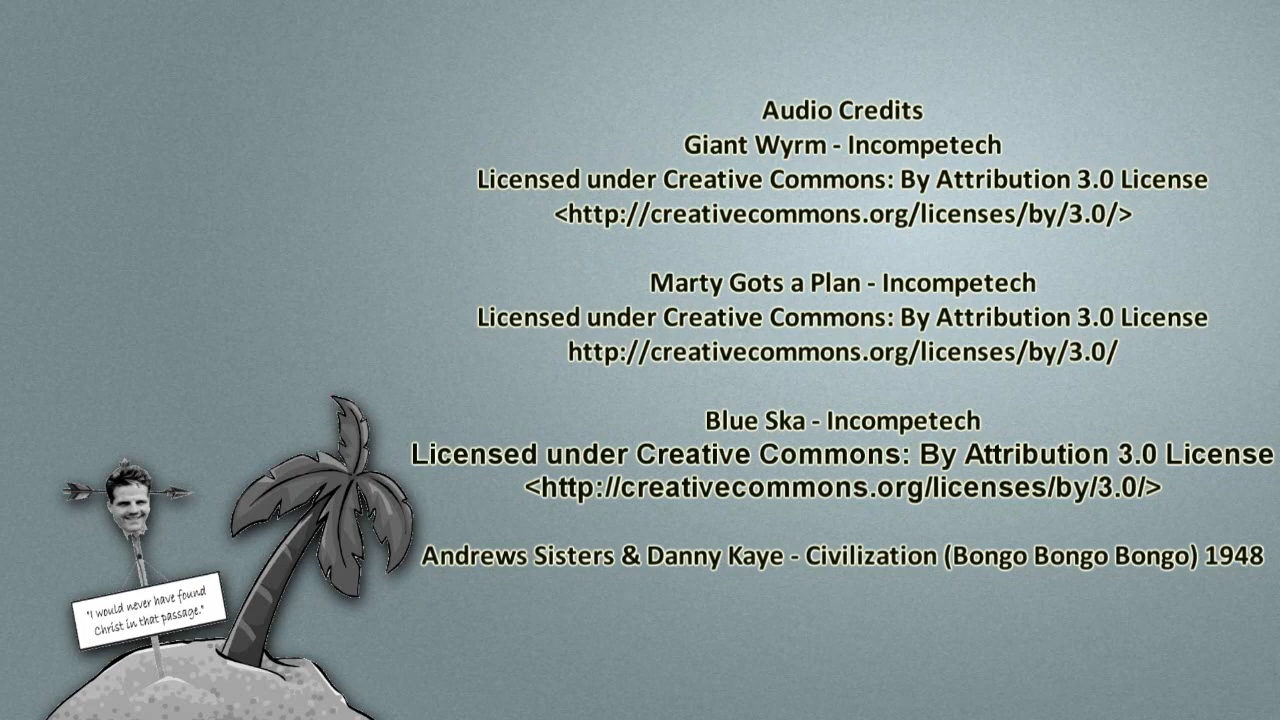 Audio Credits
Giant Wyrm - Incompetech
Licensed under Creative Commons: By Attribution 3.0 License
<http://creativecommons.org/licenses/by/3.0/>
Marty Gots a Plan - Incompetech
Licensed under Creative Commons: By Attribution 3.0 License
http://creativecommons.org/licenses/by/3.0/
Blue Ska - Incompetech
Licensed under Creative Commons: By Attribution 3.0 License
<http://creativecommons.org/licenses/by/3.0/>
Andrews Sisters & Danny Kaye - Civilization (Bongo Bongo Bongo) 1948
"I would never have found
Christ in that passage."